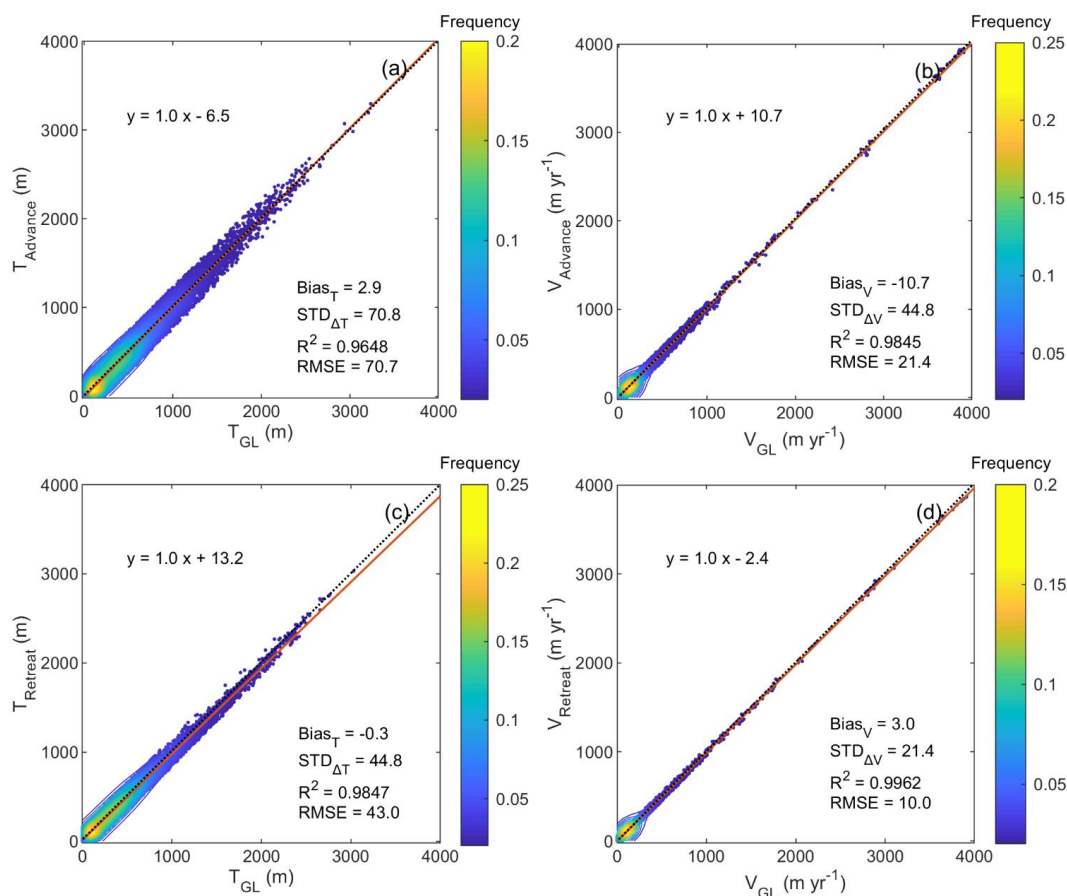 Frequency
4000
3000
2000
1000
0
0 1000 2000 3000 4000
T_Advance (m)
T_GL (m)
(a)
y = 1.0 x - 6.5
Bias_T = 2.9
STD_ΔT = 70.8
R² = 0.9648
RMSE = 70.7
0.2
0.15
0.1
0.05
Frequency
4000
3000
2000
1000
0
0 1000 2000 3000 4000
V_Advance (m yr⁻¹)
V_GL (m yr⁻¹)
(b)
y = 1.0 x + 10.7
Bias_V = -10.7
STD_ΔV = 44.8
R² = 0.9845
RMSE = 21.4
0.25
0.2
0.15
0.1
0.05
Frequency
4000
3000
2000
1000
0
0 1000 2000 3000 4000
T_Retreat (m)
T_GL (m)
(c)
y = 1.0 x + 13.2
Bias_T = -0.3
STD_ΔT = 44.8
R² = 0.9847
RMSE = 43.0
0.25
0.2
0.15
0.1
0.05
Frequency
4000
3000
2000
1000
0
0 1000 2000 3000 4000
V_Retreat (m yr⁻¹)
V_GL (m yr⁻¹)
(d)
y = 1.0 x - 2.4
Bias_V = 3.0
STD_ΔV = 21.4
R² = 0.9962
RMSE = 10.0
0.2
0.15
0.1
0.05